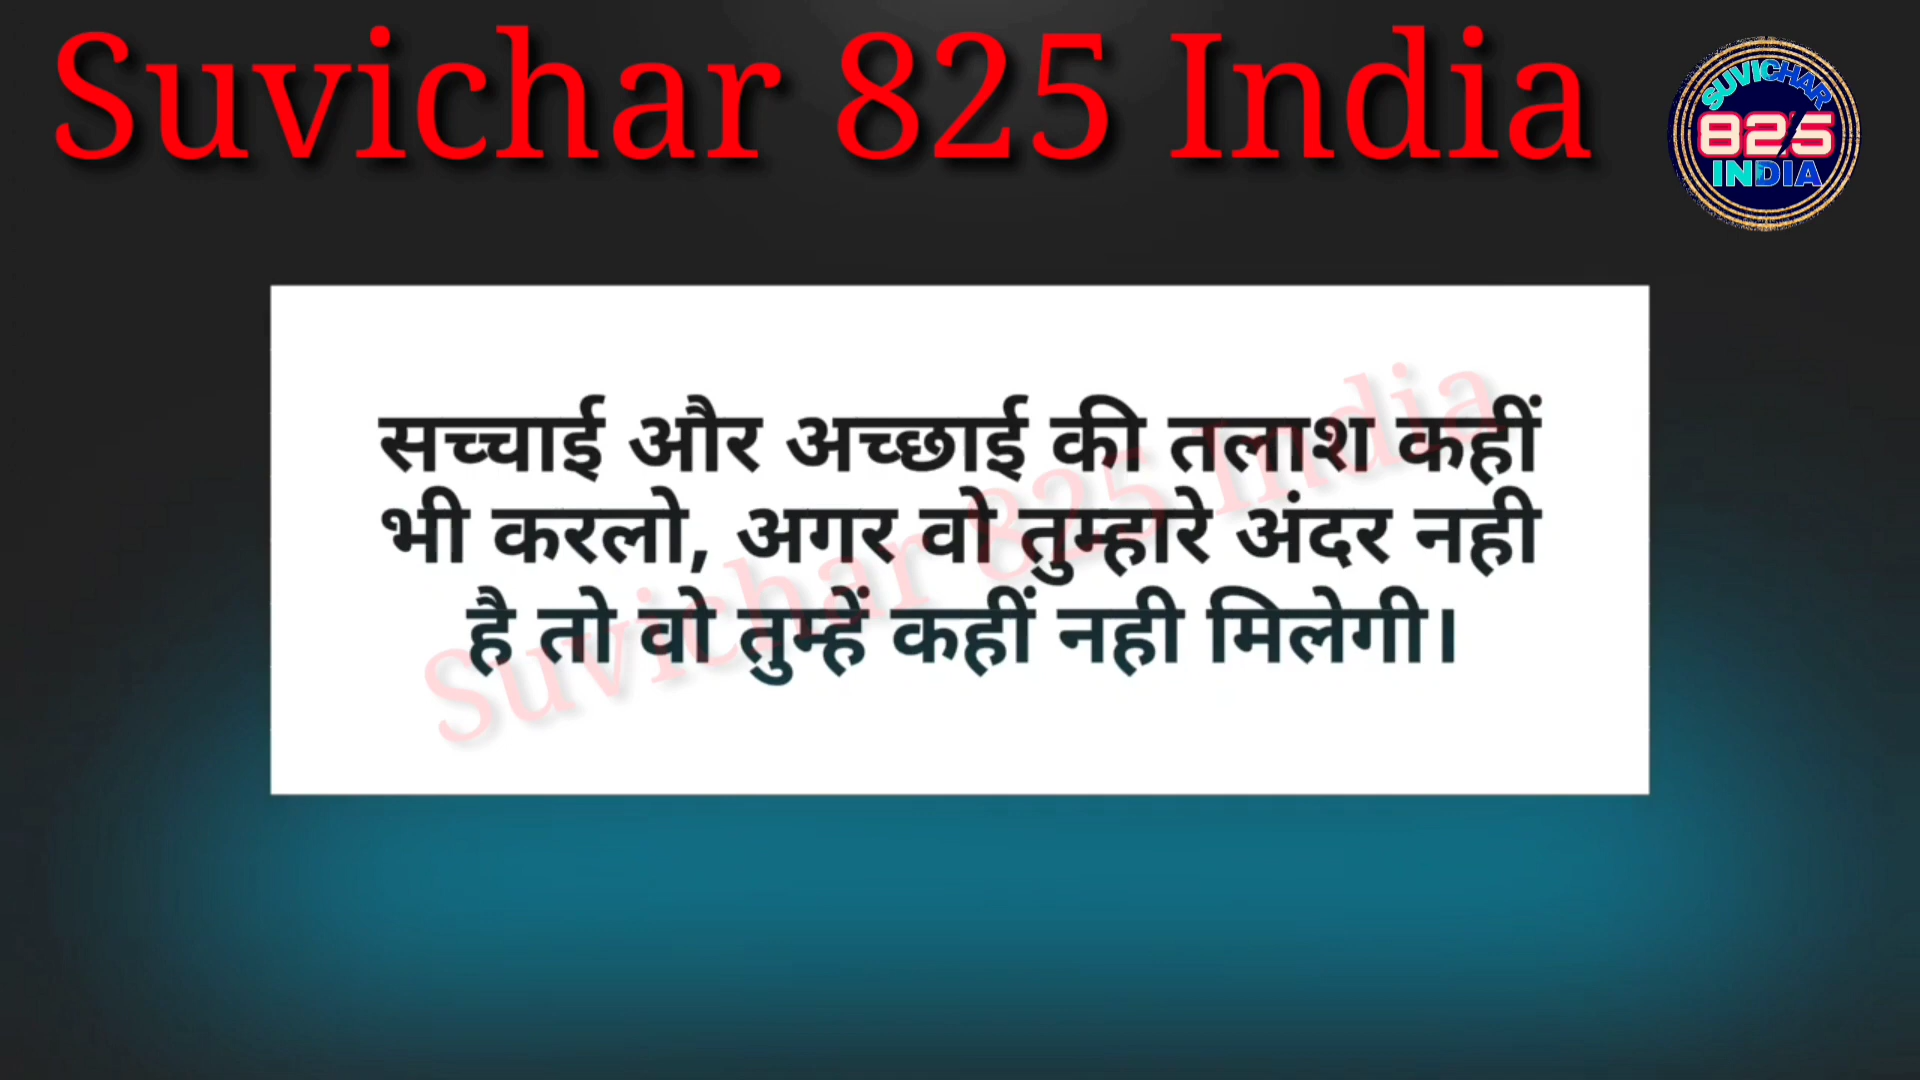 Suvichar 825 India
SUVICHAR
825
INDIA
सच्चाई और अच्छाई की तलाश कहीं
भी करलो, अगर वो तुम्हारे अंदर नही
है तो वो तुम्हें कहीं नही मिलेगी।
Suvichar 825 India